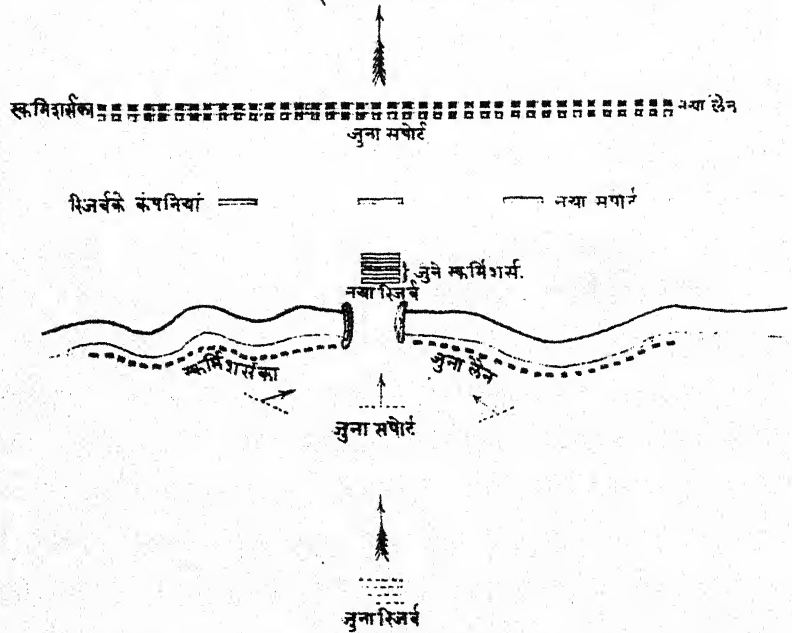 स्कर्मिशर्सका नया लैन
जुना सपोर्ट
रिजर्वके कंपनियां नया सपोर्ट
जुने स्कर्मिशर्स.
नया रिजर्व
स्कर्मिशर्सका जुना लैन
जुना सपोर्ट
जुना रिजर्व